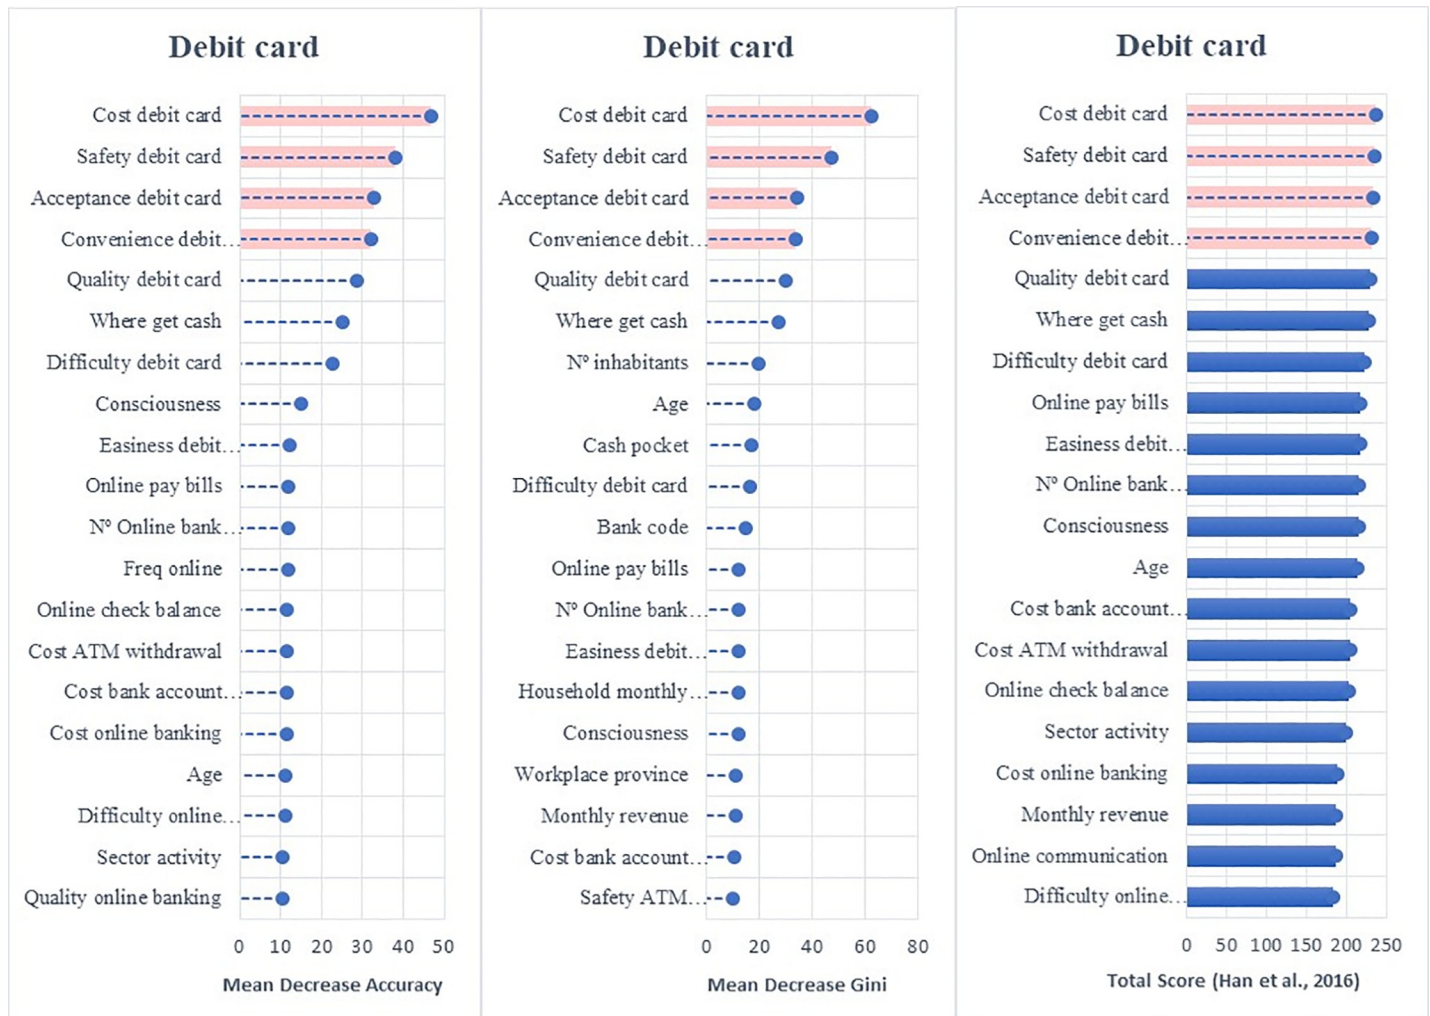 Debit card
Cost debit card
Safety debit card
Acceptance debit card
Convenience debit...
Quality debit card
Where get cash
Difficulty debit card
Consciousness
Easiness debit...
Online pay bills
Nº Online bank...
Freq online
Online check balance
Cost ATM withdrawal
Cost bank account...
Cost online banking
Age
Difficulty online...
Sector activity
Quality online banking
0 10 20 30 40 50
Mean Decrease Accuracy
Debit card
Cost debit card
Safety debit card
Acceptance debit card
Convenience debit...
Quality debit card
Where get cash
Nº inhabitants
Age
Cash pocket
Difficulty debit card
Bank code
Online pay bills
Nº Online bank...
Easiness debit...
Household monthly...
Consciousness
Workplace province
Monthly revenue
Cost bank account...
Safety ATM...
0 20 40 60 80
Mean Decrease Gini
Debit card
Cost debit card
Safety debit card
Acceptance debit card
Convenience debit...
Quality debit card
Where get cash
Difficulty debit card
Online pay bills
Easiness debit...
Nº Online bank...
Consciousness
Age
Cost bank account...
Cost ATM withdrawal
Online check balance
Sector activity
Cost online banking
Monthly revenue
Online communication
Difficulty online...
0 50 100 150 200 250
Total Score (Han et al., 2016)